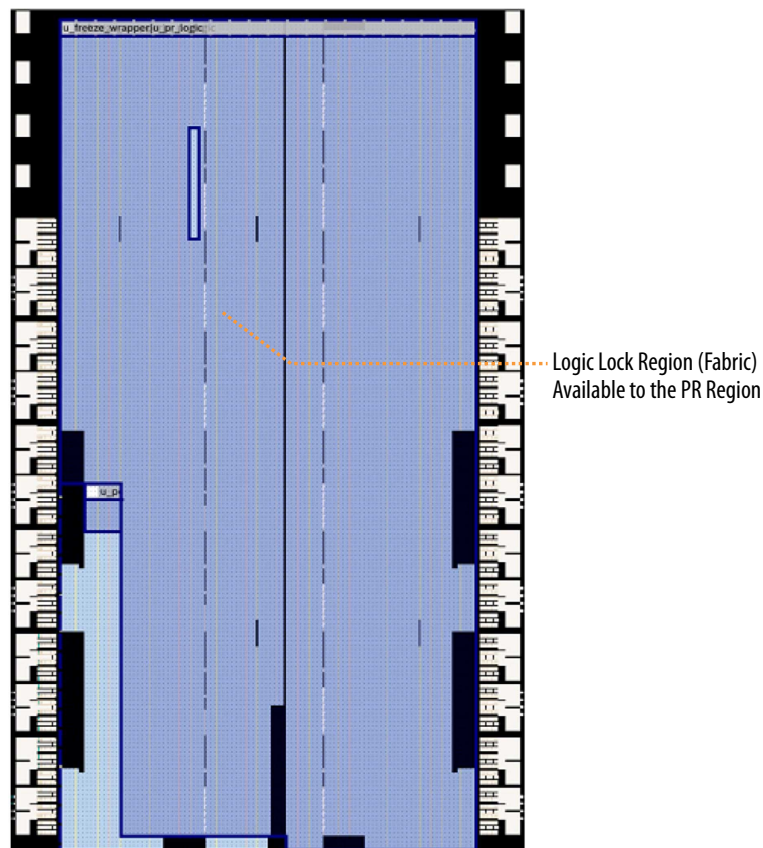 u_freeze_wrapper|u_pr_logic
Logic Lock Region (Fabric)
Available to the PR Region
u_p